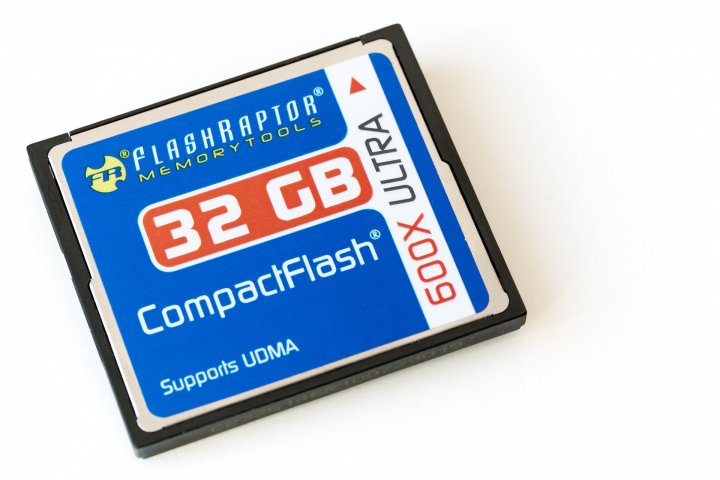 FLASHRAPTOR®
®
MEMORYTOOLS
32 GB
CompactFlash®
Supports UDMA
600X ULTRA